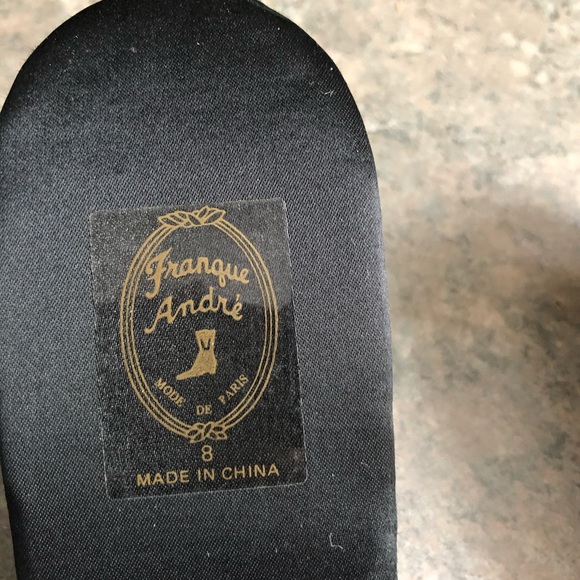 Franque
André
MODE DE PARIS
8
MADE IN CHINA